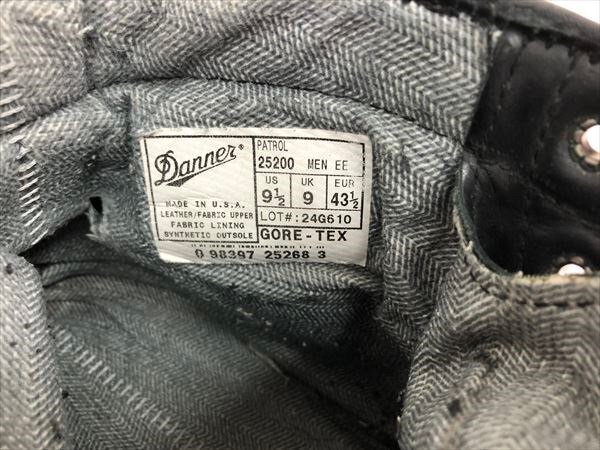 Danner®
MADE IN U.S.A.
LEATHER/FABRIC UPPER
FABRIC LINING
SYNTHETIC OUTSOLE
PATROL
25200 MEN EE
US UK EUR
9½ 9 43½
LOT#:24G610
GORE-TEX
0 98397 25268 3